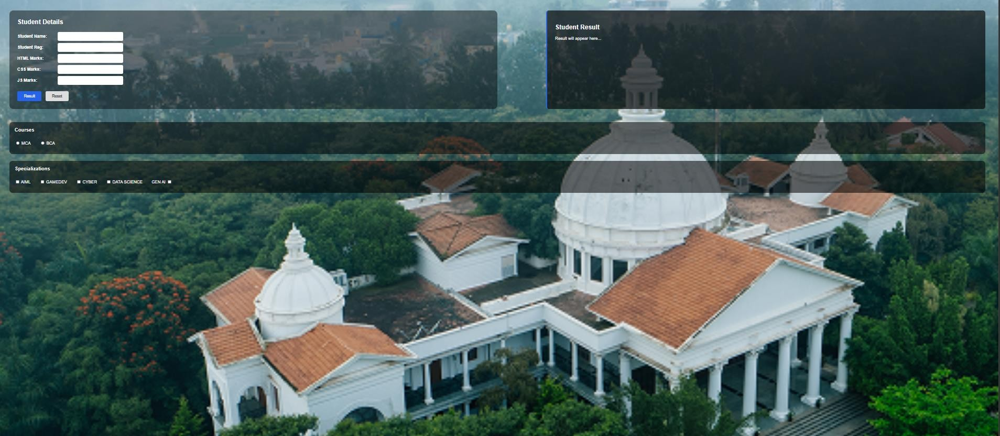 Student Details
Student Name:
Student Reg:
HTML Marks:
CSS Marks:
JS Marks:
Result Reset
Student Result
Result will appear here...
Courses
MCA BCA
Specializations
AIML GAMEDEV CYBER DATA SCIENCE GEN AI